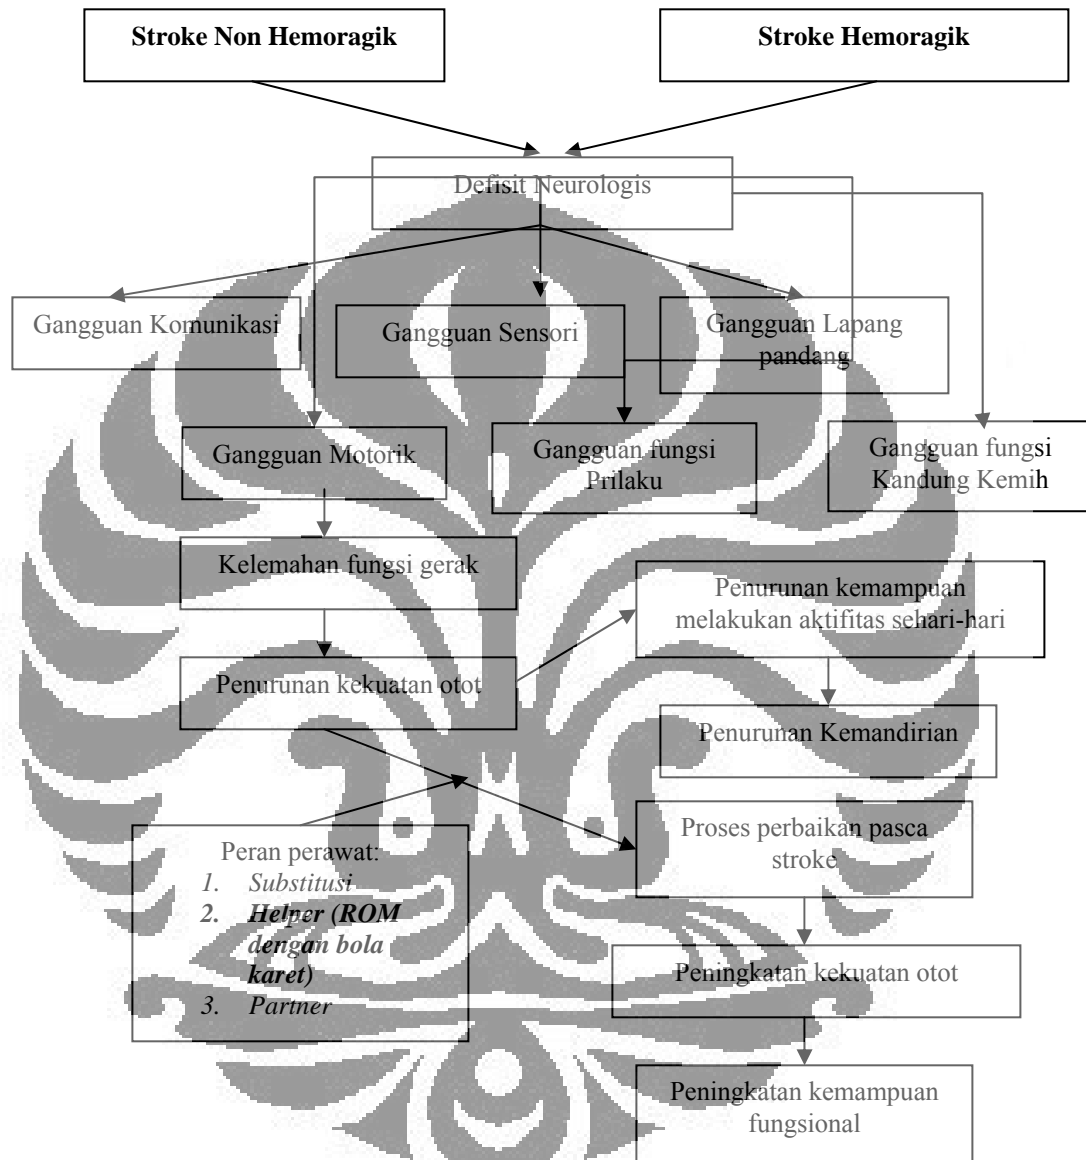 Stroke Non Hemoragik
Stroke Hemoragik
Defisit Neurologis
Gangguan Komunikasi
Gangguan Sensori
Gangguan Lapang
pandang
Gangguan Motorik
Gangguan fungsi
Prilaku
Gangguan fungsi
Kandung Kemih
Kelemahan fungsi gerak
Penurunan kemampuan
melakukan aktifitas sehari-hari
Penurunan kekuatan otot
Penurunan Kemandirian
Proses perbaikan pasca
stroke
Peran perawat:
1. Substitusi
2. Helper (ROM
dengan bola
karet)
3. Partner
Peningkatan kekuatan otot
Peningkatan kemampuan
fungsional